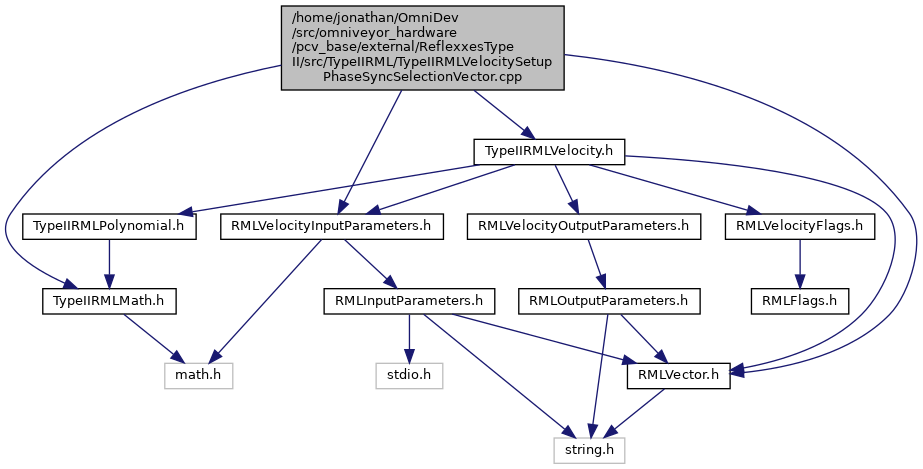 /home/jonathan/OmniDev
/src/omniveyor_hardware
/pcv_base/external/ReflexxesType
II/src/TypeIIRML/TypeIIRMLVelocitySetup
PhaseSyncSelectionVector.cpp
TypeIIRMLVelocity.h
TypeIIRMLPolynomial.h
RMLVelocityInputParameters.h
RMLVelocityOutputParameters.h
RMLVelocityFlags.h
TypeIIRMLMath.h
RMLInputParameters.h
RMLOutputParameters.h
RMLFlags.h
math.h
stdio.h
RMLVector.h
string.h